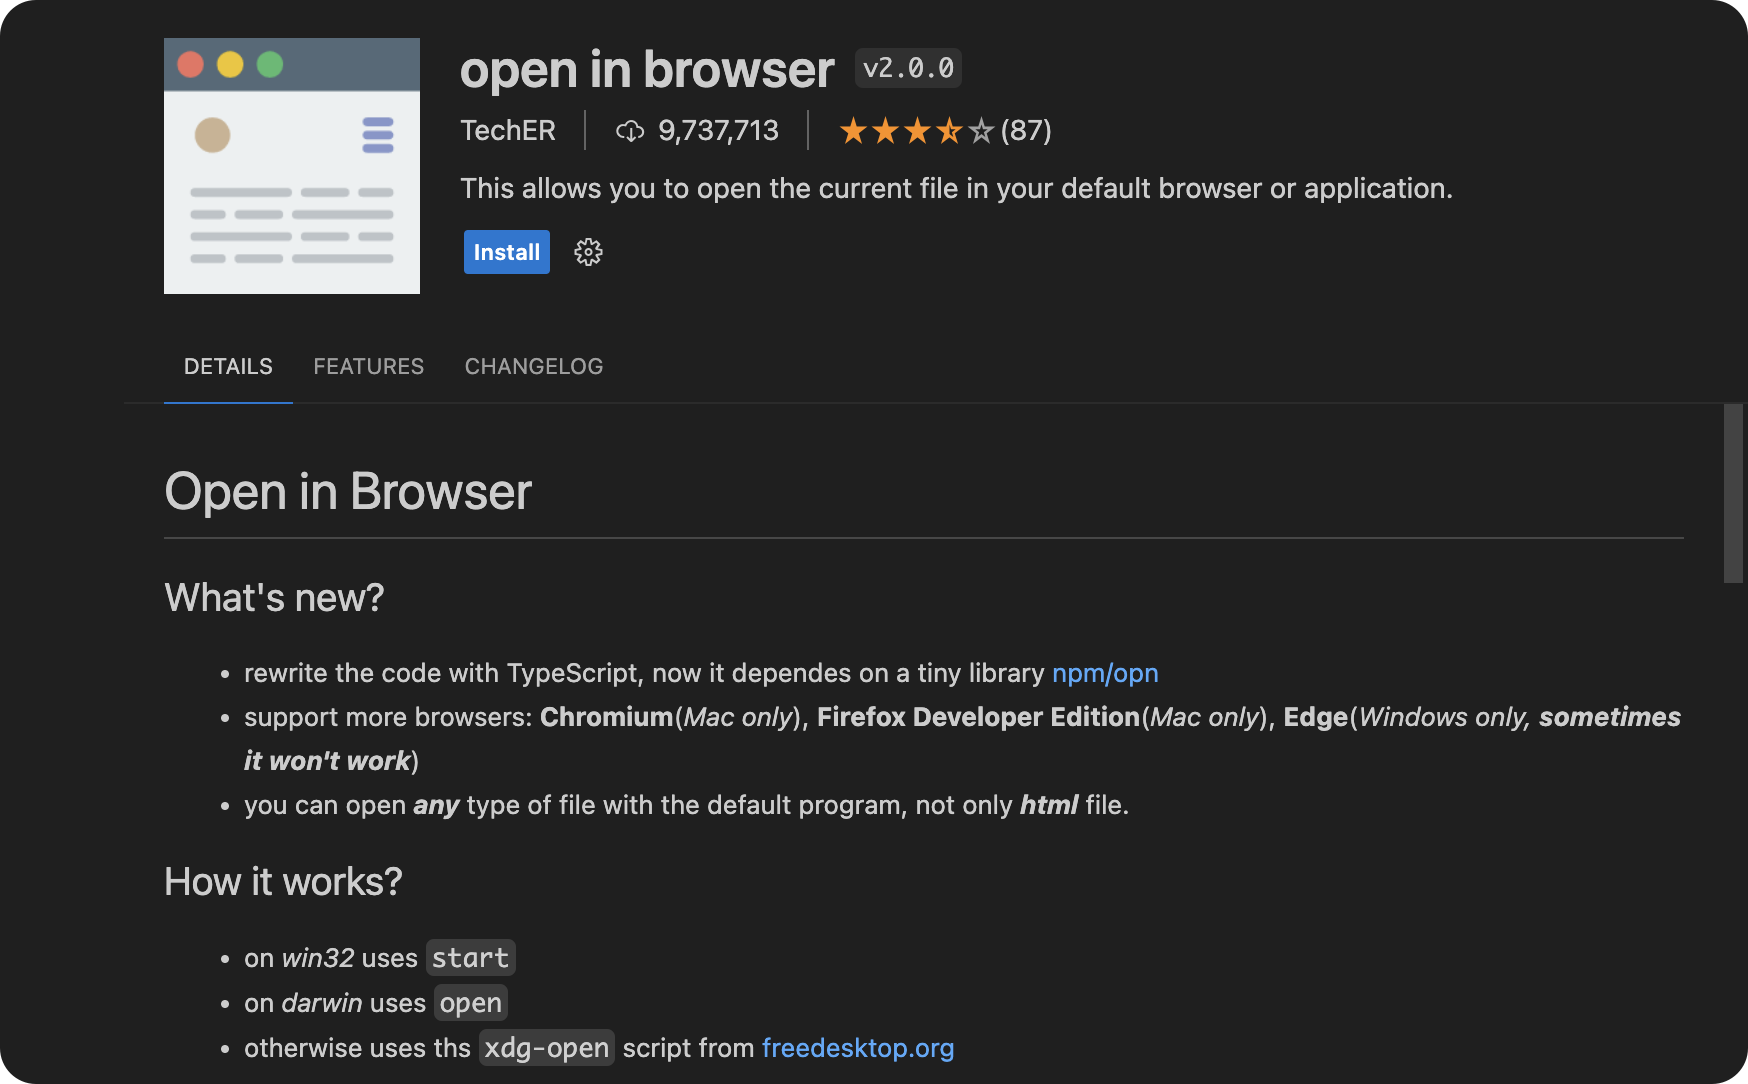 open in browser v2.0.0
TechER 9,737,713 (87)
This allows you to open the current file in your default browser or application.
Install
DETAILS FEATURES CHANGELOG
Open in Browser
What's new?
• rewrite the code with TypeScript, now it dependes on a tiny library npm/opn
• support more browsers: Chromium(Mac only), Firefox Developer Edition(Mac only), Edge(Windows only, sometimes
it won't work)
• you can open any type of file with the default program, not only html file.
How it works?
• on win32 uses start
• on darwin uses open
• otherwise uses ths xdg-open script from freedesktop.org